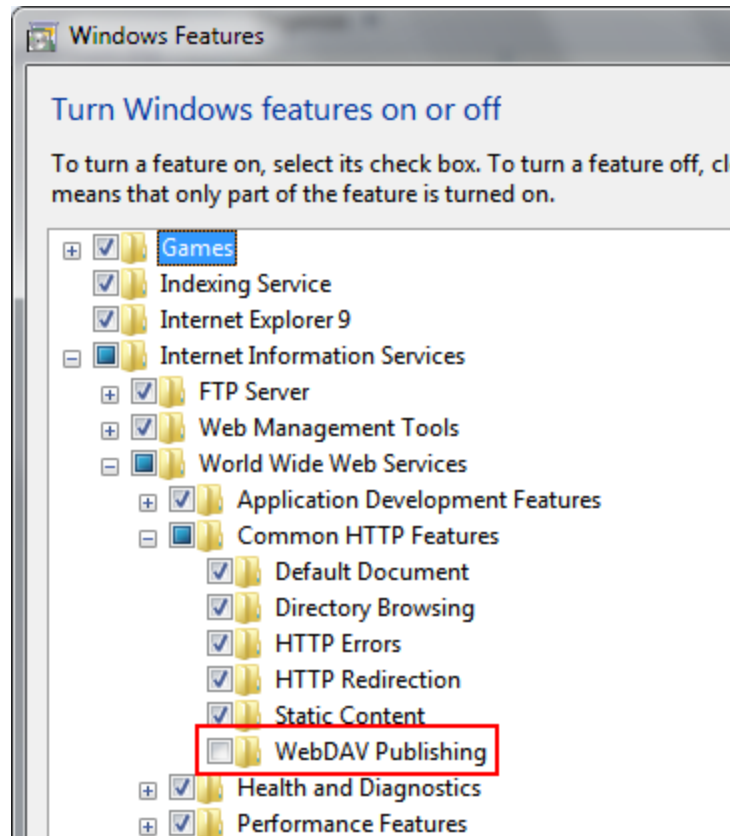 Windows Features
Turn Windows features on or off
To turn a feature on, select its check box. To turn a feature off, cl
means that only part of the feature is turned on.
Games
Indexing Service
Internet Explorer 9
Internet Information Services
FTP Server
Web Management Tools
World Wide Web Services
Application Development Features
Common HTTP Features
Default Document
Directory Browsing
HTTP Errors
HTTP Redirection
Static Content
WebDAV Publishing
Health and Diagnostics
Performance Features